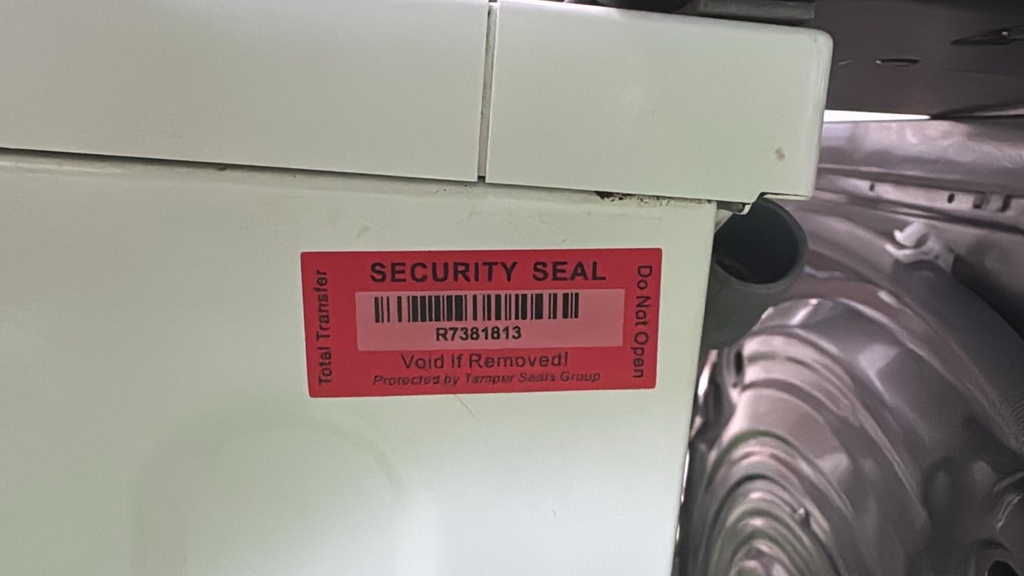 SECURITY SEAL
Total Transfer
R7381813
Do Not Open
Void If Removed!
Protected by Tamper Seals Group